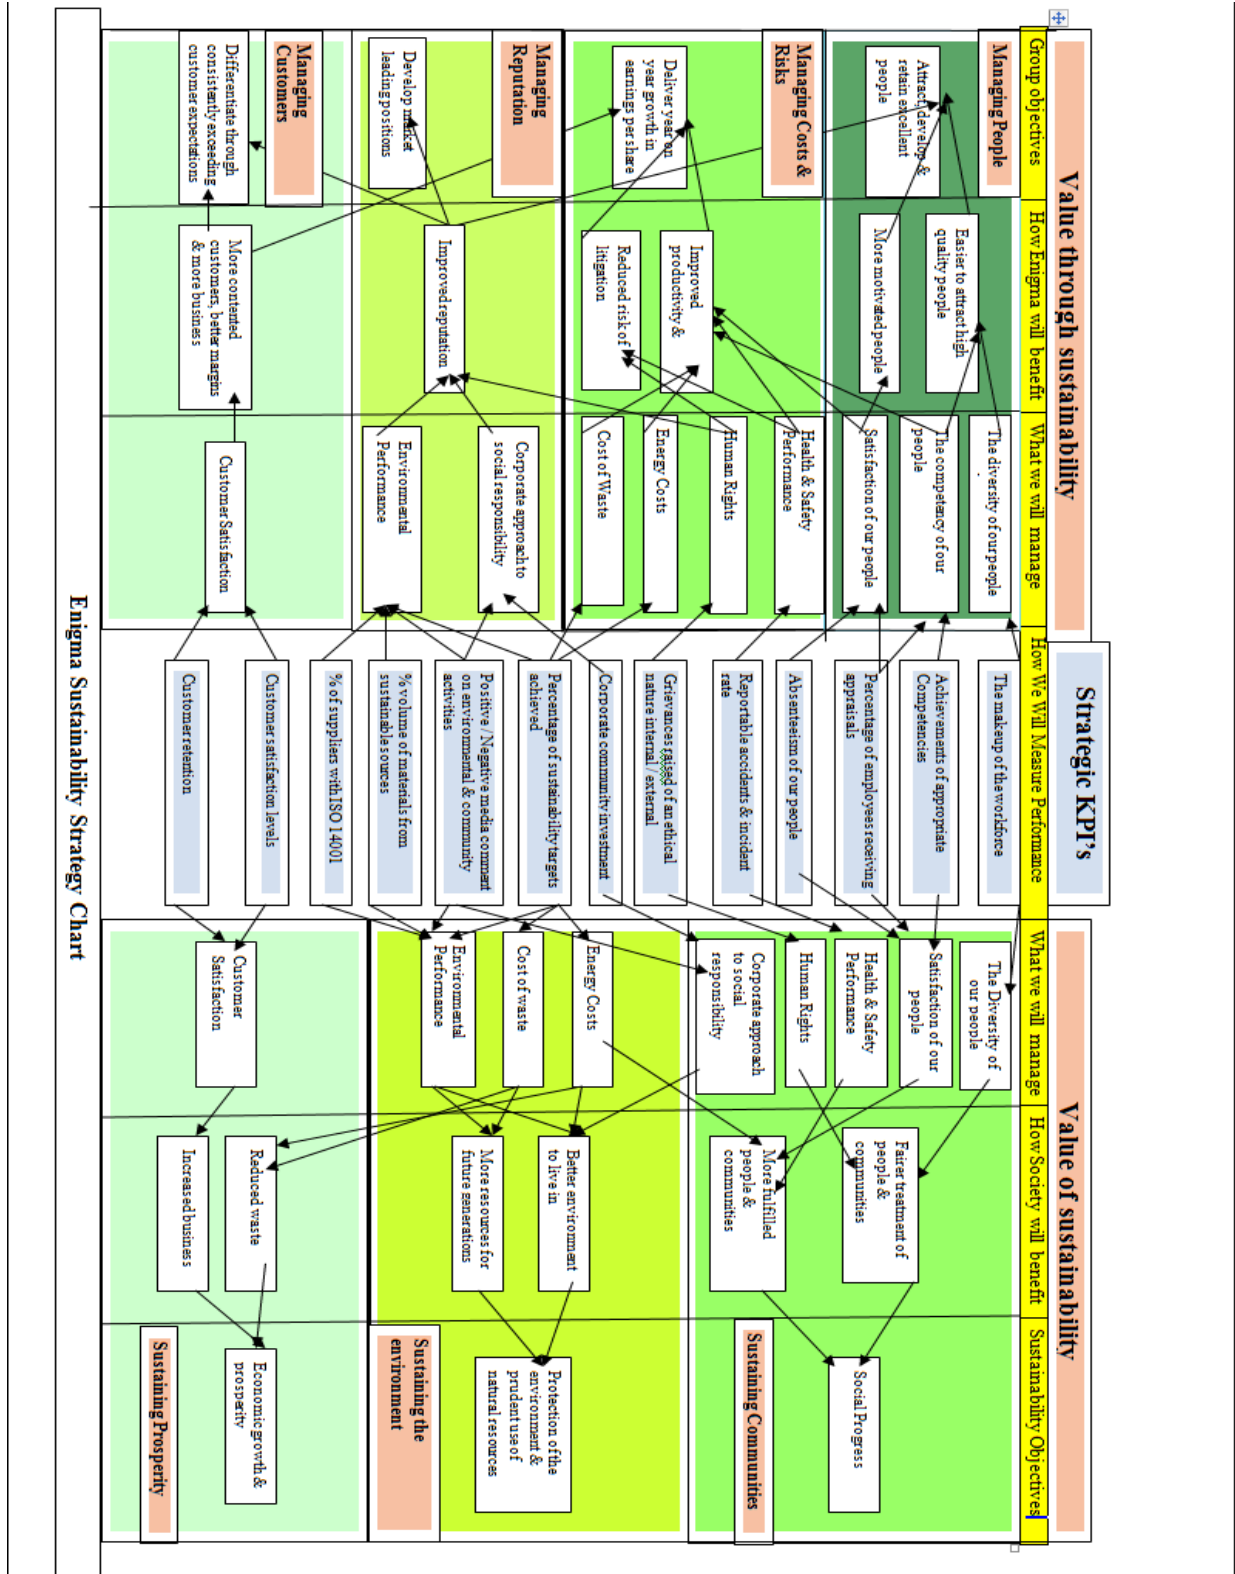 Value through sustainability
Strategic KPI's
Value of sustainability
Group objectives
How Enigma will benefit
What we will manage
How We Will Measure Performance
What we will manage
How Society will benefit
Sustainability Objectives
Managing People
Attract, develop &
retain excellent
people
Easier to attract high
quality people
More motivated people
The diversity of our people
The competency of our
people
Satisfaction of our people
Managing Costs &
Risks
Deliver year on
year growth in
earnings per share
Improved
productivity &
Reduced risk of
litigation
Health & Safety
Performance
Human Rights
Energy Costs
Cost of Waste
Managing
Reputation
Develop market
leading positions
Improved reputation
Corporate approach to
social responsibility
Environmental
Performance
Managing
Customers
Differentiate through
consistently exceeding
customer expectations
More contented
customers, better margins
& more business
Customer Satisfaction
The makeup of the workforce
Achievements of appropriate
Competencies
Percentage of employees receiving
appraisals
Absenteeism of our people
Reportable accidents & incident
rate
Grievances raised of an ethical
nature internal / external
Corporate community investment
Percentage of sustainability targets
achieved
Positive / Negative media comment
on environmental & community
activities
% volume of materials from
sustainable sources
% of suppliers with ISO 14001
Customer satisfaction levels
Customer retention
The Diversity of
our people
Satisfaction of our
people
Health & Safety
Performance
Human Rights
Corporate approach
to social
responsibility
Fairer treatment of
people &
communities
More fulfilled
people &
communities
Social Progress
Sustaining Communities
Energy Costs
Cost of waste
Environmental
Performance
Better environment
to live in
More resources for
future generations
Protection of the
environment &
prudent use of
natural resources
Sustaining the
environment
Customer
Satisfaction
Reduced waste
Increased business
Economic growth &
prosperity
Sustaining Prosperity
Enigma Sustainability Strategy Chart